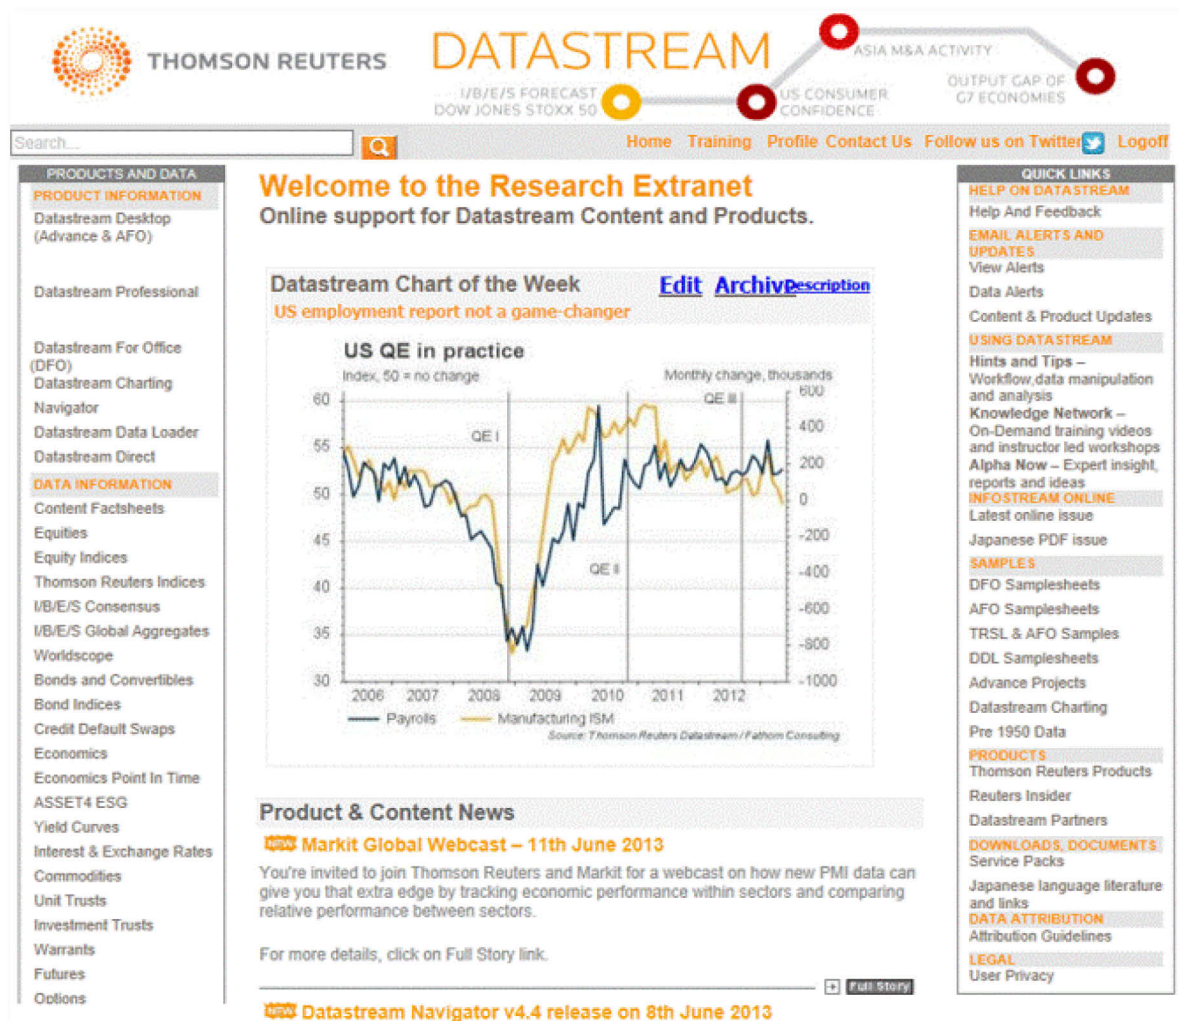 THOMSON REUTERS
DATASTREAM
I/B/E/S FORECAST
DOW JONES STOXX 50
US CONSUMER
CONFIDENCE
ASIA M&A ACTIVITY
OUTPUT GAP OF
G7 ECONOMIES
Search...
Home Training Profile Contact Us Follow us on Twitter Logoff
PRODUCTS AND DATA
PRODUCT INFORMATION
Datastream Desktop
(Advance & AFO)
Datastream Professional
Datastream For Office
(DFO)
Datastream Charting
Navigator
Datastream Data Loader
Datastream Direct
DATA INFORMATION
Content Factsheets
Equities
Equity Indices
Thomson Reuters Indices
I/B/E/S Consensus
I/B/E/S Global Aggregates
Worldscope
Bonds and Convertibles
Bond Indices
Credit Default Swaps
Economics
Economics Point In Time
ASSET4 ESG
Yield Curves
Interest & Exchange Rates
Commodities
Unit Trusts
Investment Trusts
Warrants
Futures
Options
Welcome to the Research Extranet
Online support for Datastream Content and Products.
Datastream Chart of the Week
Edit Archive Description
US employment report not a game-changer
US QE in practice
Index, 50 = no change
Monthly change, thousands
60
55
50
45
40
35
30
600
400
200
0
-200
-400
-600
-800
-1000
QE I
QE II
QE III
2006 2007 2008 2009 2010 2011 2012
Payrolls Manufacturing ISM
Source: Thomson Reuters Datastream / Fathom Consulting
Product & Content News
NEW Markit Global Webcast – 11th June 2013
You're invited to join Thomson Reuters and Markit for a webcast on how new PMI data can
give you that extra edge by tracking economic performance within sectors and comparing
relative performance between sectors.
For more details, click on Full Story link.
Full Story
NEW Datastream Navigator v4.4 release on 8th June 2013
QUICK LINKS
HELP ON DATASTREAM
Help And Feedback
EMAIL ALERTS AND
UPDATES
View Alerts
Data Alerts
Content & Product Updates
USING DATASTREAM
Hints and Tips –
Workflow,data manipulation
and analysis
Knowledge Network –
On-Demand training videos
and instructor led workshops
Alpha Now – Expert insight,
reports and ideas
INFOSTREAM ONLINE
Latest online issue
Japanese PDF issue
SAMPLES
DFO Samplesheets
AFO Samplesheets
TRSL & AFO Samples
DDL Samplesheets
Advance Projects
Datastream Charting
Pre 1950 Data
PRODUCTS
Thomson Reuters Products
Reuters Insider
Datastream Partners
DOWNLOADS, DOCUMENTS
Service Packs
Japanese language literature
and links
DATA ATTRIBUTION
Attribution Guidelines
LEGAL
User Privacy